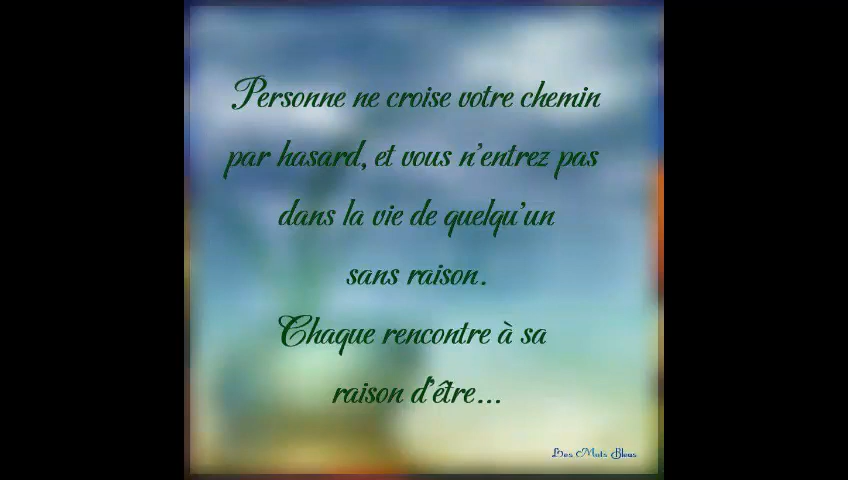 Personne ne croise votre chemin
par hasard, et vous n'entrez pas
dans la vie de quelqu'un
sans raison.
Chaque rencontre à sa
raison d'être...
Les Mots Bleus